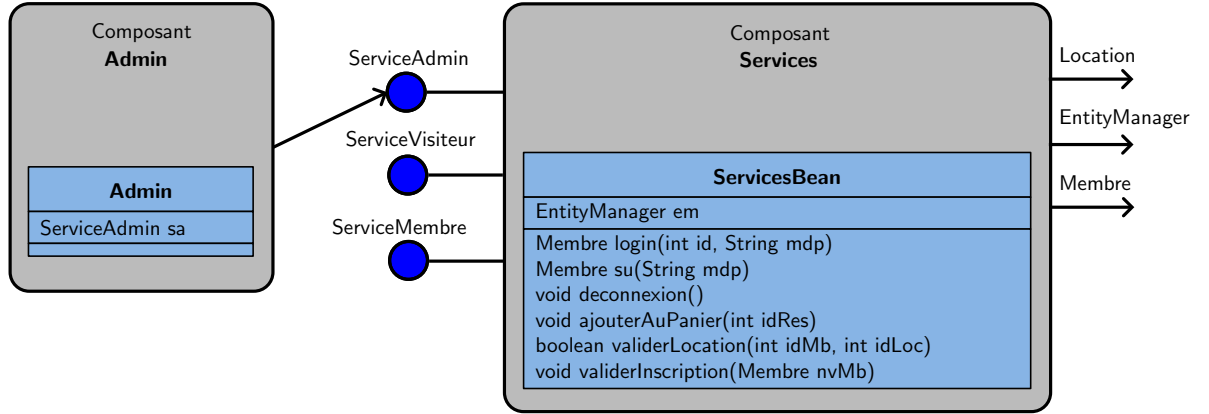 Composant
Admin
Admin
ServiceAdmin sa
ServiceAdmin
ServiceVisiteur
ServiceMembre
Composant
Services
ServicesBean
EntityManager em
Membre login(int id, String mdp)
Membre su(String mdp)
void deconnexion()
void ajouterAuPanier(int idRes)
boolean validerLocation(int idMb, int idLoc)
void validerInscription(Membre nvMb)
Location
EntityManager
Membre